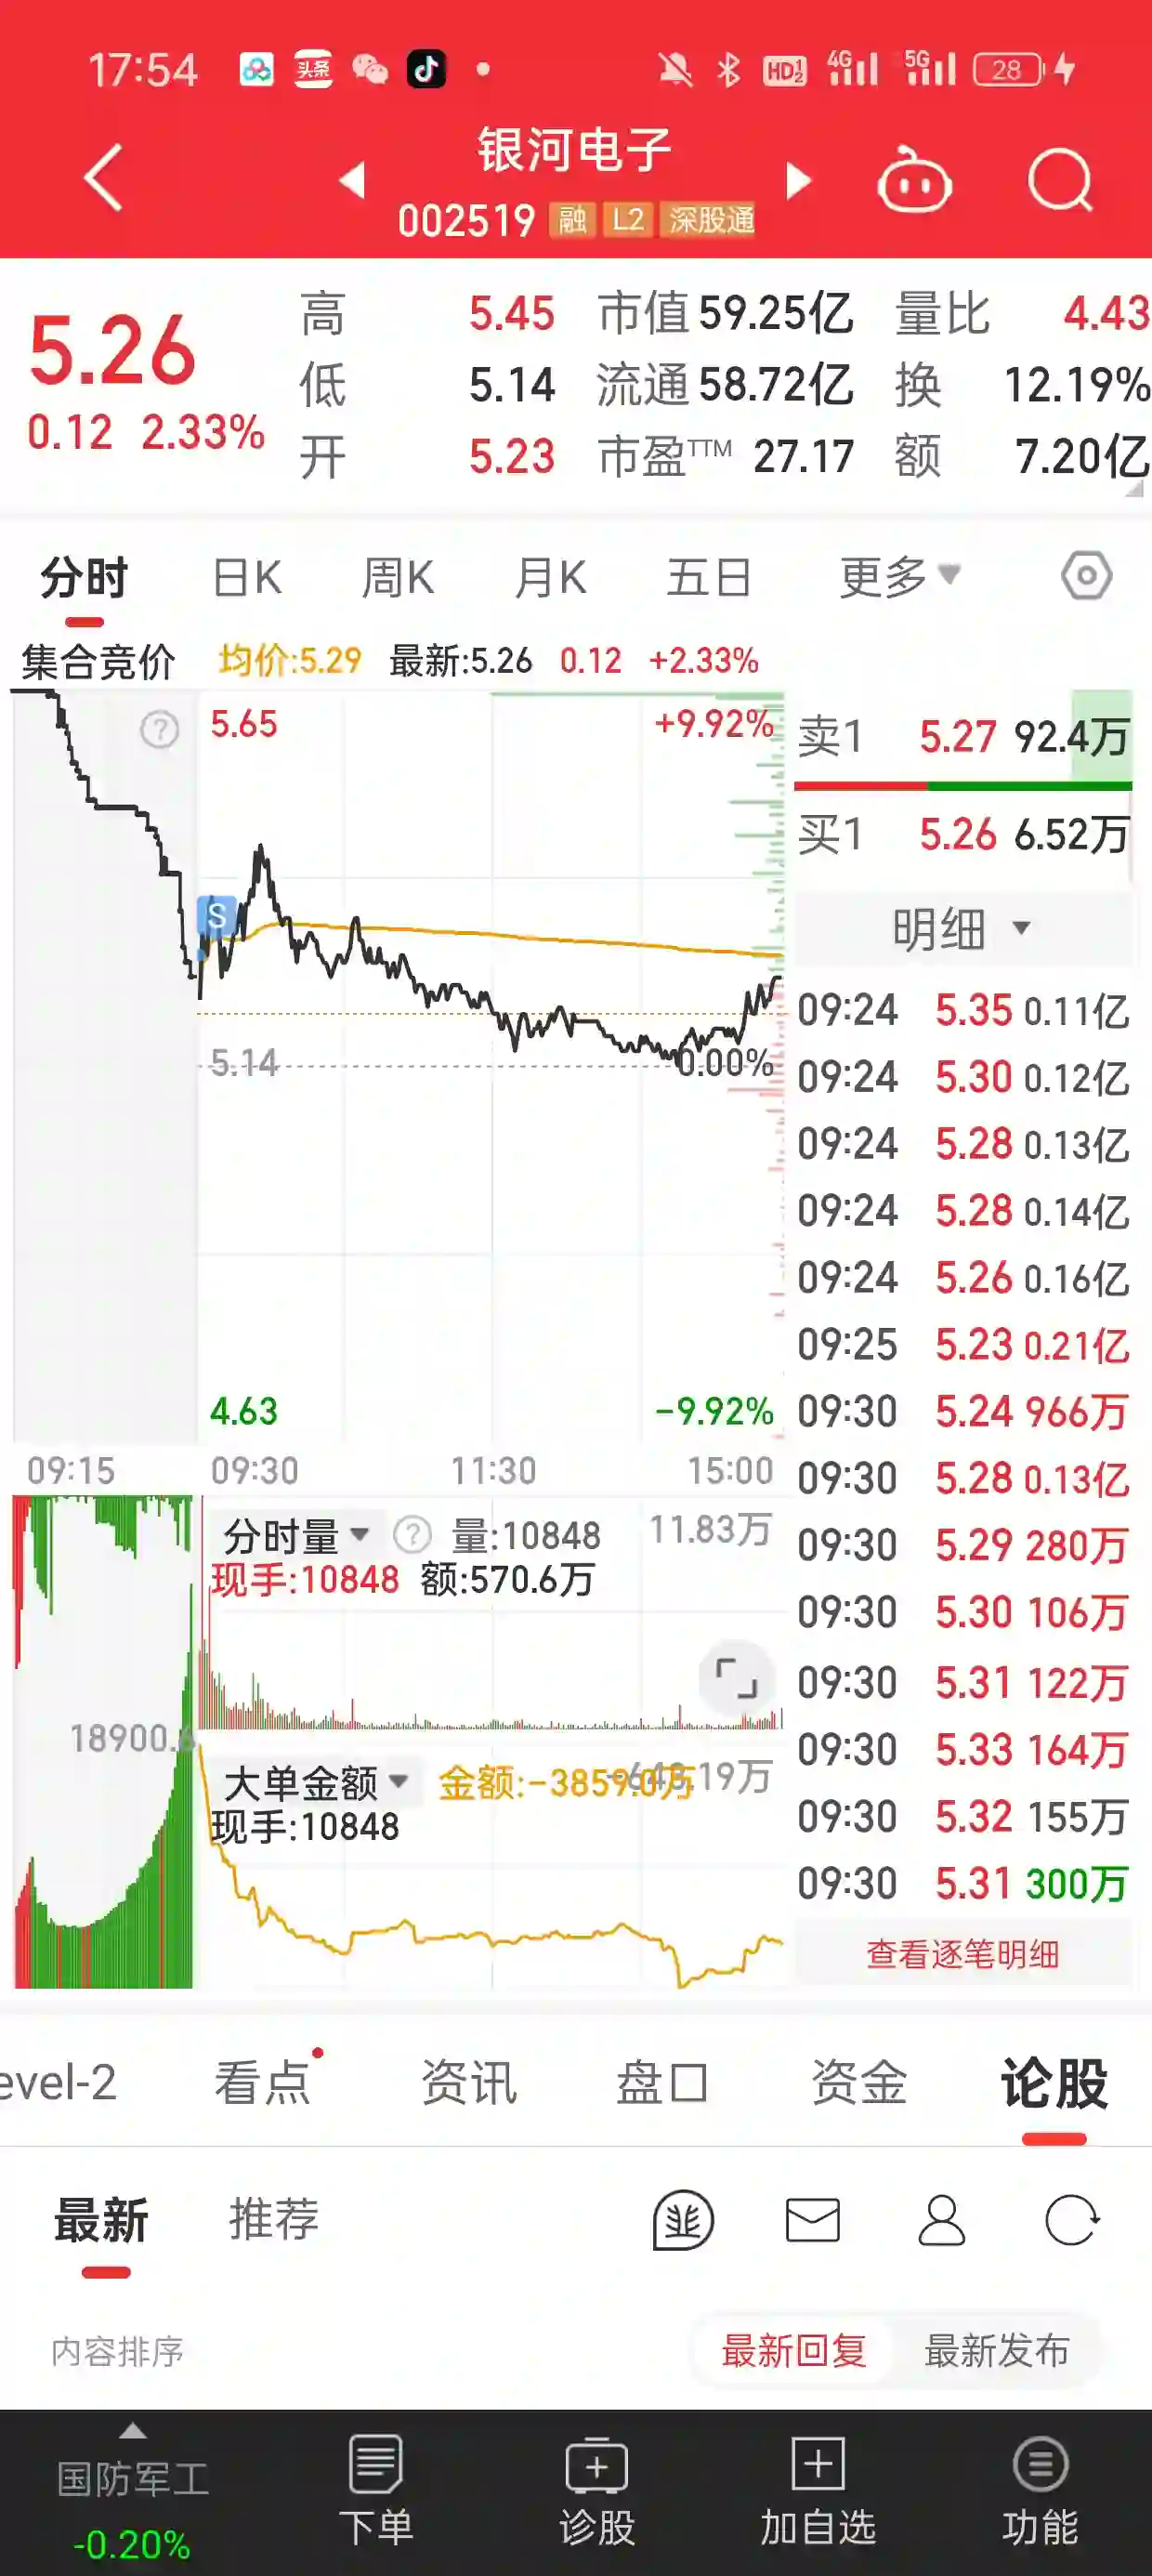 17:54 头条 HD1 2 4G 5G 28
银河电子
002519 融 L2 深股通
5.26
0.12 2.33%
高 5.45 市值 59.25亿 量比 4.43
低 5.14 流通 58.72亿 换 12.19%
开 5.23 市盈TTM 27.17 额 7.20亿
分时 日K 周K 月K 五日 更多
集合竞价 均价:5.29 最新:5.26 0.12 +2.33%
5.65 +9.92%
S
5.14 0.00%
4.63 -9.92%
09:15 09:30 11:30 15:00
卖1 5.27 92.4万
买1 5.26 6.52万
明细
09:24 5.35 0.11亿
09:24 5.30 0.12亿
09:24 5.28 0.13亿
09:24 5.28 0.14亿
09:24 5.26 0.16亿
09:25 5.23 0.21亿
09:30 5.24 966万
09:30 5.28 0.13亿
09:30 5.29 280万
09:30 5.30 106万
09:30 5.31 122万
09:30 5.33 164万
09:30 5.32 155万
09:30 5.31 300万
查看逐笔明细
分时量 ? 量:10848 11.83万
现手:10848 额:570.6万
18900.6
大单金额 金额:-3859.0万
现手:10848
evel-2 看点 资讯 盘口 资金 论股
最新 推荐
内容排序 最新回复 最新发布
国防军工
-0.20%
下单 诊股 加自选 功能